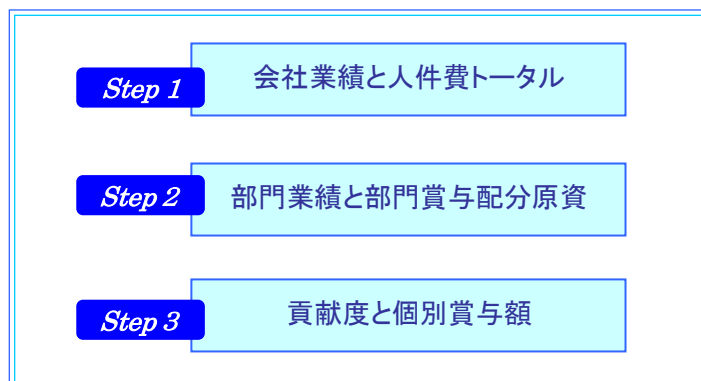 Step 1
会社業績と人件費トータル
Step 2
部門業績と部門賞与配分原資
Step 3
貢献度と個別賞与額